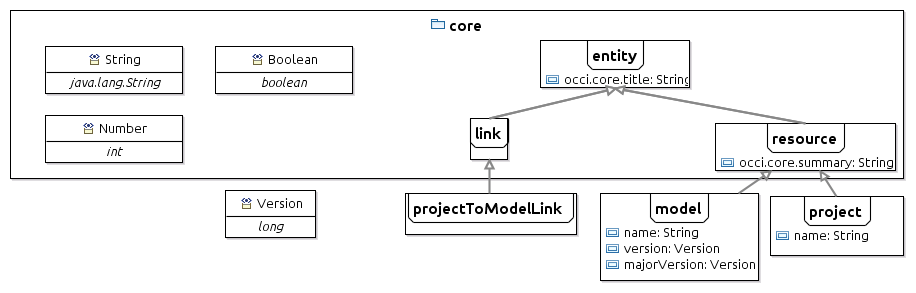 core
String
java.lang.String
Boolean
boolean
Number
int
entity
occi.core.title: String
link
resource
occi.core.summary: String
Version
long
projectToModelLink
model
name: String
version: Version
majorVersion: Version
project
name: String